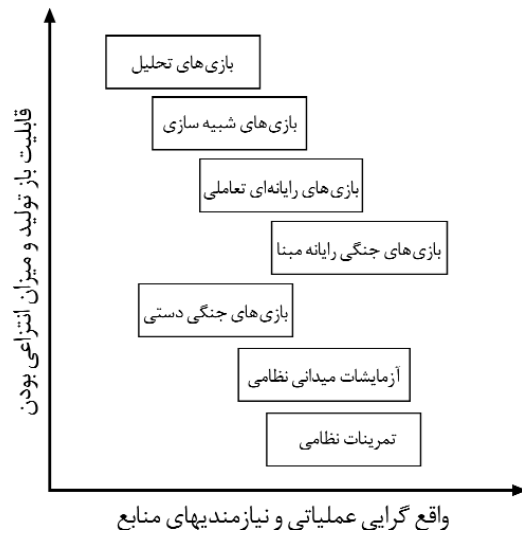 بازی‌های تحلیل
بازی‌های شبیه سازی
بازی‌های رایانه‌ای تعاملی
بازی‌های جنگی رایانه مبنا
بازی‌های جنگی دستی
آزمایشات میدانی نظامی
تمرینات نظامی
قابلیت باز تولید و میزان انتزاعی بودن
واقع گرایی عملیاتی و نیازمندیهای منابع